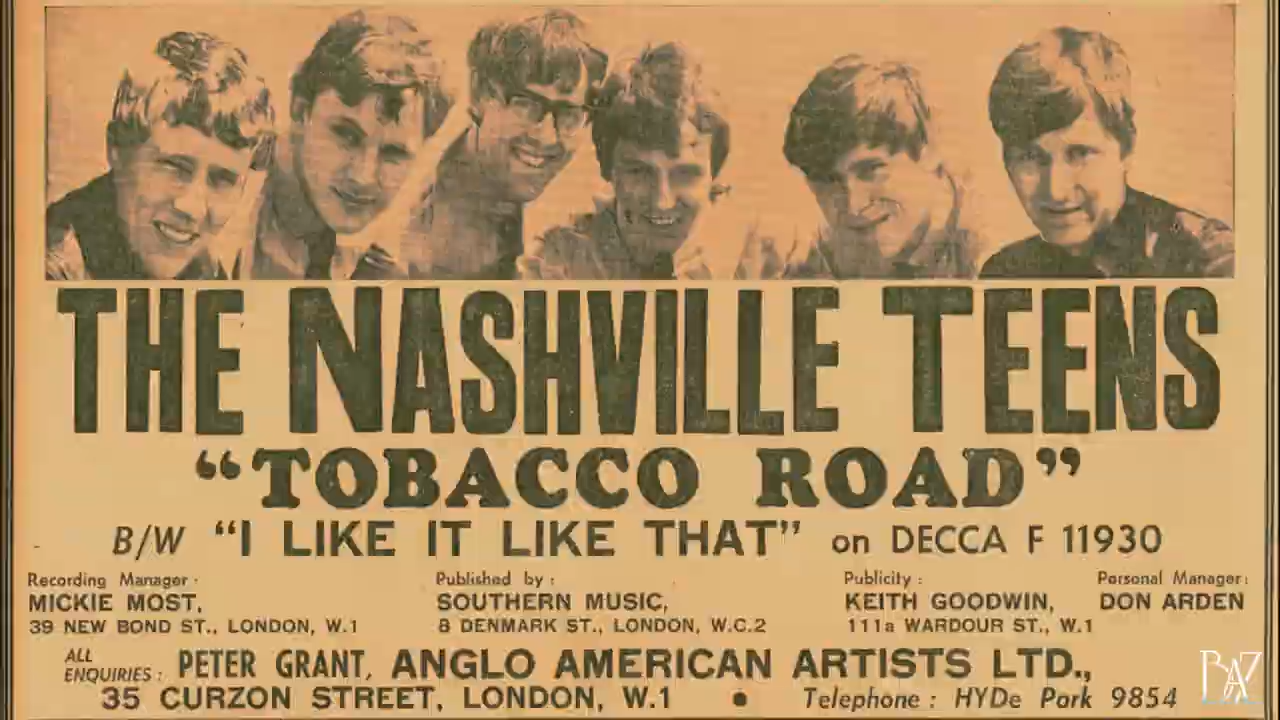 THE NASHVILLE TEENS
“TOBACCO ROAD”
B/W “I LIKE IT LIKE THAT” on DECCA F 11930
Recording Manager:
MICKIE MOST,
39 NEW BOND ST., LONDON, W.1
Published by:
SOUTHERN MUSIC,
8 DENMARK ST., LONDON, W.C.2
Publicity:
KEITH GOODWIN,
111a WARDOUR ST., W.1
Personal Manager:
DON ARDEN
ALL ENQUIRIES: PETER GRANT, ANGLO AMERICAN ARTISTS LTD.,
35 CURZON STREET, LONDON, W.1 • Telephone: HYDe Park 9854
BAZ